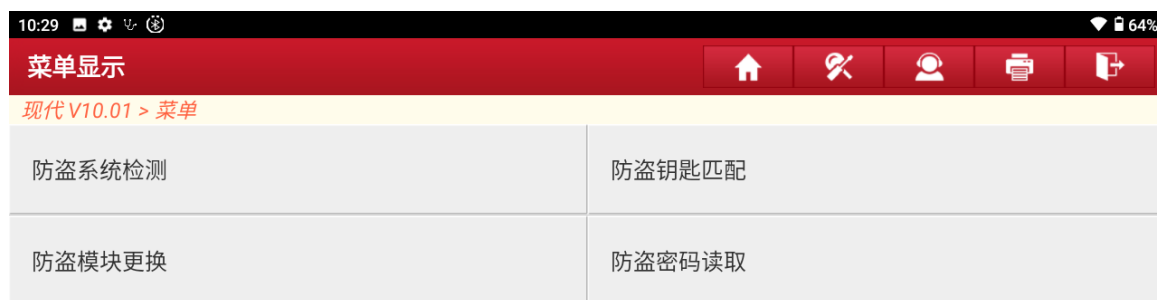 10:29 64%
菜单显示
现代 V10.01 > 菜单
防盗系统检测 防盗钥匙匹配
防盗模块更换 防盗密码读取